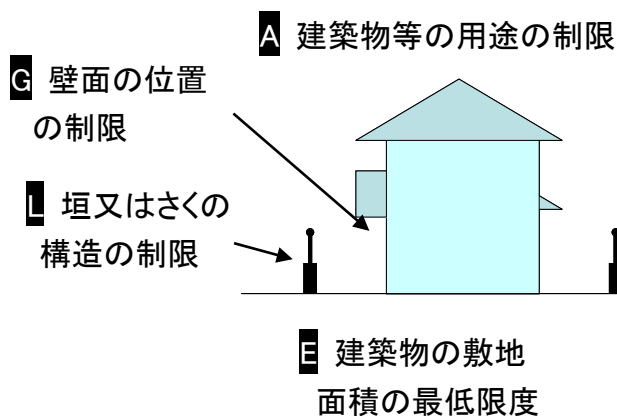 A 建築物等の用途の制限
G 壁面の位置
の制限
L 垣又はさくの
構造の制限
E 建築物の敷地
面積の最低限度